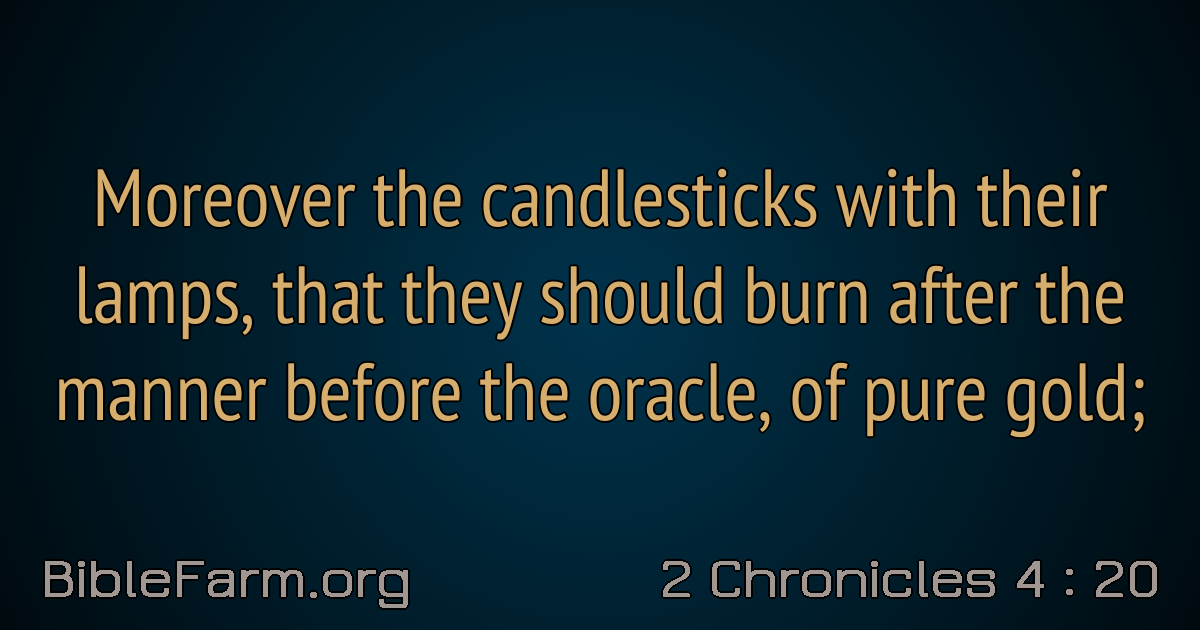 Moreover the candlesticks with their
lamps, that they should burn after the
manner before the oracle, of pure gold;
BibleFarm.org
2 Chronicles 4 : 20